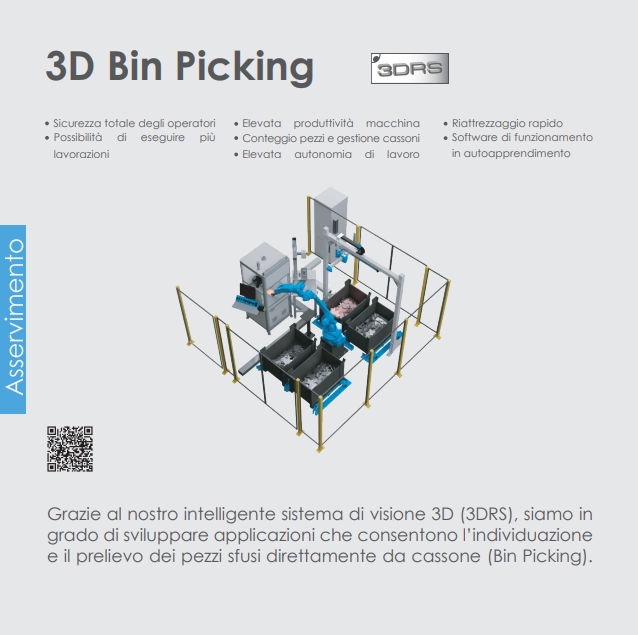 3D Bin Picking
3DRS
• Sicurezza totale degli operatori
• Possibilità di eseguire più
lavorazioni
• Elevata produttività macchina
• Conteggio pezzi e gestione cassoni
• Elevata autonomia di lavoro
• Riattrezzaggio rapido
• Software di funzionamento
in autoapprendimento
Asservimento
Grazie al nostro intelligente sistema di visione 3D (3DRS), siamo in
grado di sviluppare applicazioni che consentono l'individuazione
e il prelievo dei pezzi sfusi direttamente da cassone (Bin Picking).